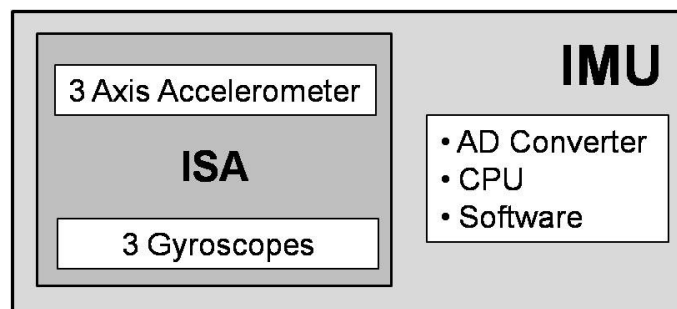 3 Axis Accelerometer
ISA
3 Gyroscopes
IMU
• AD Converter
• CPU
• Software